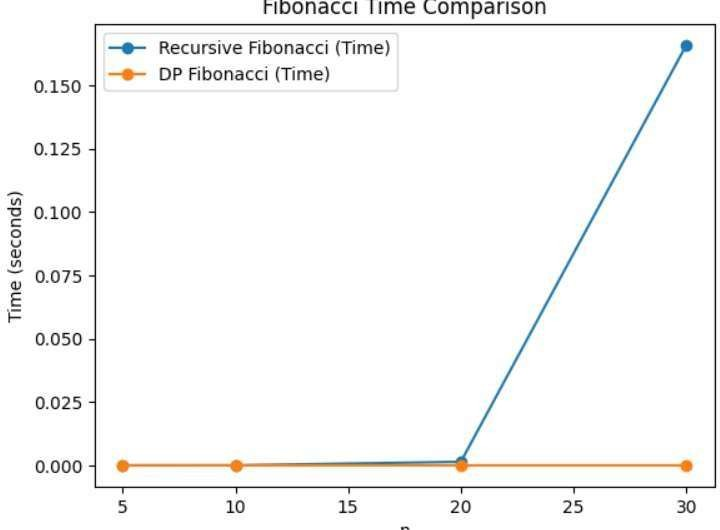 Fibonacci Time Comparison
Recursive Fibonacci (Time)
DP Fibonacci (Time)
Time (seconds)
0.150
0.125
0.100
0.075
0.050
0.025
0.000
5
10
15
20
25
30
n